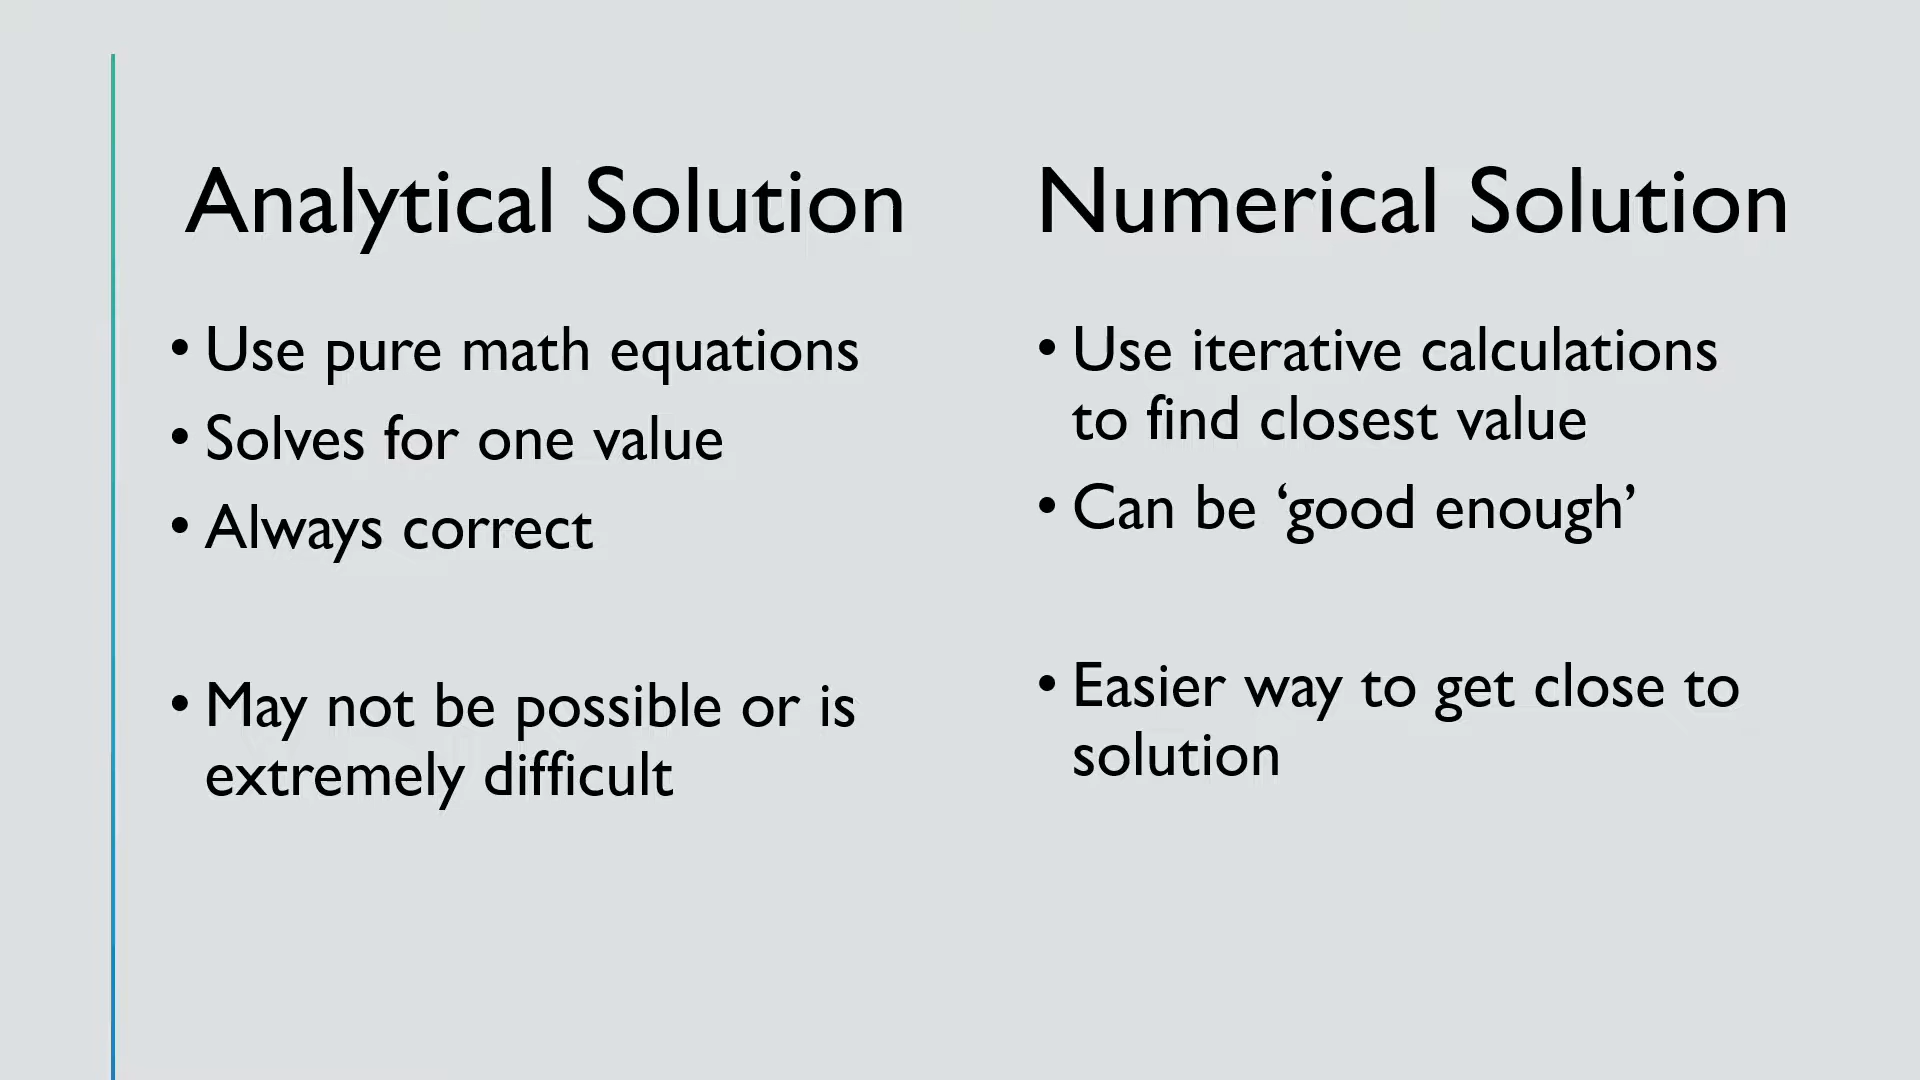 Analytical Solution
• Use pure math equations
• Solves for one value
• Always correct
• May not be possible or is
extremely difficult
Numerical Solution
• Use iterative calculations
to find closest value
• Can be ‘good enough’
• Easier way to get close to
solution